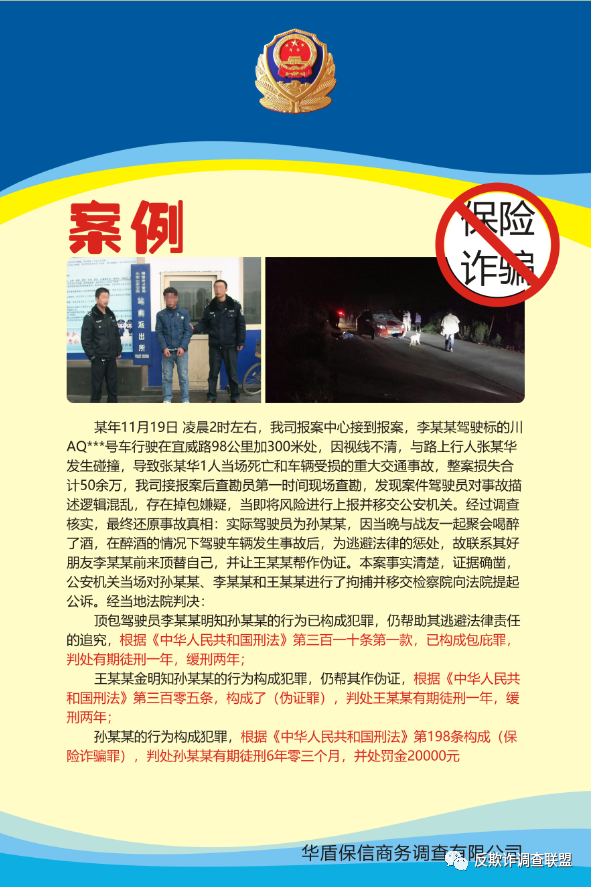 案例
保险
诈骗
站前派出所
某年11月19日 凌晨2时左右，我司报案中心接到报案，李某某驾驶标的川
AQ***号车行驶在宜威路98公里加300米处，因视线不清，与路上行人张某华
发生碰撞，导致张某华1人当场死亡和车辆受损的重大交通事故，整案损失合
计50余万，我司接报案后查勘员第一时间现场查勘，发现案件驾驶员对事故描
述逻辑混乱，存在掉包嫌疑，当即将风险进行上报并移交公安机关。经过调查
核实，最终还原事故真相：实际驾驶员为孙某某，因当晚与战友一起聚会喝醉
了酒，在醉酒的情况下驾驶车辆发生事故后，为逃避法律的惩处，故联系其好
朋友李某某前来顶替自己，并让王某某帮作伪证。本案事实清楚，证据确凿，
公安机关当场对孙某某、李某某和王某某进行了拘捕并移交检察院向法院提起
公诉。经当地法院判决：
顶包驾驶员李某某明知孙某某的行为已构成犯罪，仍帮助其逃避法律责任
的追究，根据《中华人民共和国刑法》第三百一十条第一款，已构成包庇罪，
判处有期徒刑一年，缓刑两年；
王某某金明知孙某某的行为构成犯罪，仍帮其作伪证，根据《中华人民共
和国刑法》第三百零五条，构成了（伪证罪），判处王某某有期徒刑一年，缓
刑两年；
孙某某的行为构成犯罪，根据《中华人民共和国刑法》第198条构成（保
险诈骗罪），判处孙某某有期徒刑6年零三个月，并处罚金20000元
华盾保信商务调查有限公司
反欺诈调查联盟